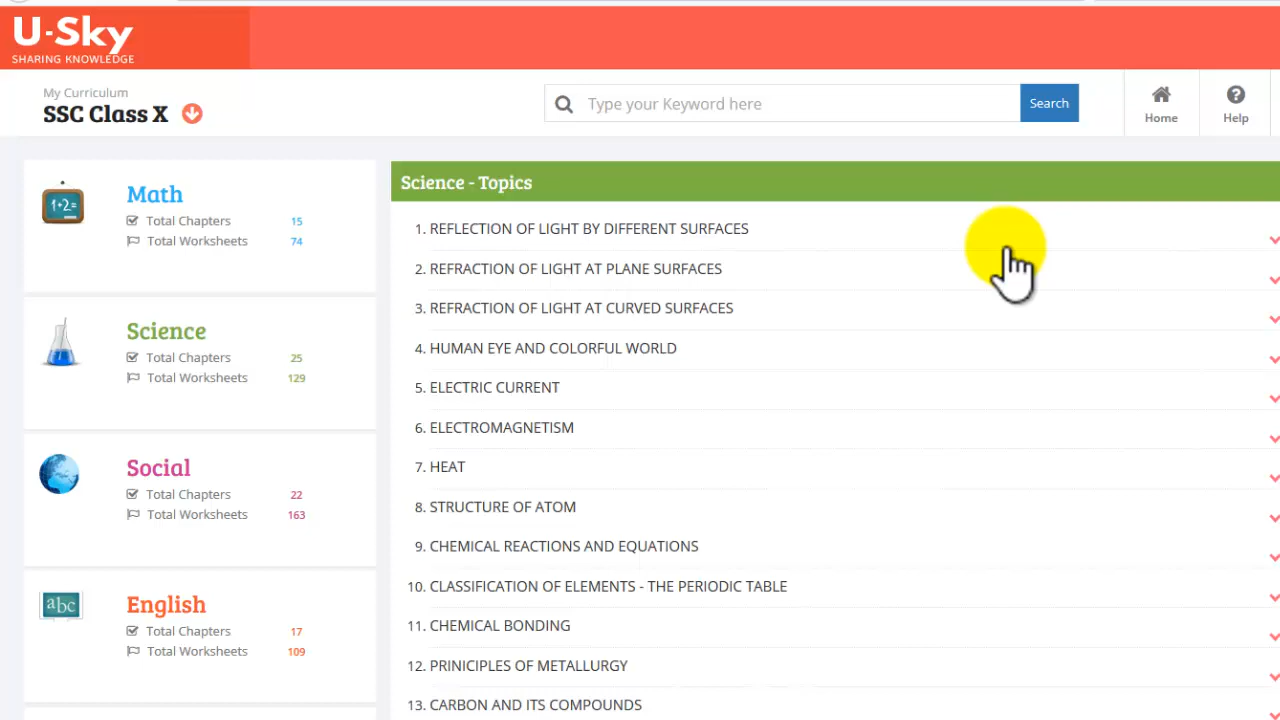 U-Sky
SHARING KNOWLEDGE
My Curriculum
SSC Class X
Type your Keyword here
Search
Home
Help
1+2=
Math
Total Chapters 15
Total Worksheets 74
Science
Total Chapters 25
Total Worksheets 129
Social
Total Chapters 22
Total Worksheets 163
abc
English
Total Chapters 17
Total Worksheets 109
Science - Topics
1. REFLECTION OF LIGHT BY DIFFERENT SURFACES
2. REFRACTION OF LIGHT AT PLANE SURFACES
3. REFRACTION OF LIGHT AT CURVED SURFACES
4. HUMAN EYE AND COLORFUL WORLD
5. ELECTRIC CURRENT
6. ELECTROMAGNETISM
7. HEAT
8. STRUCTURE OF ATOM
9. CHEMICAL REACTIONS AND EQUATIONS
10. CLASSIFICATION OF ELEMENTS - THE PERIODIC TABLE
11. CHEMICAL BONDING
12. PRINICIPLES OF METALLURGY
13. CARBON AND ITS COMPOUNDS